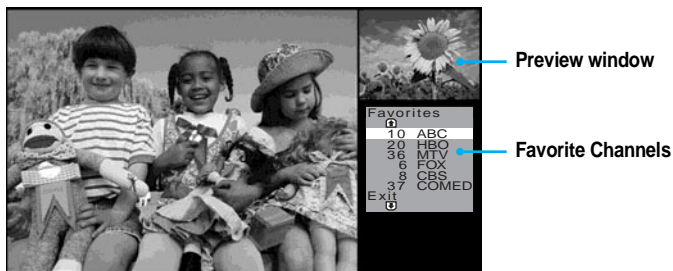 Preview window
Favorites
10 ABC
20 HBO
36 MTV
6 FOX
8 CBS
37 COMED
Exit
Favorite Channels